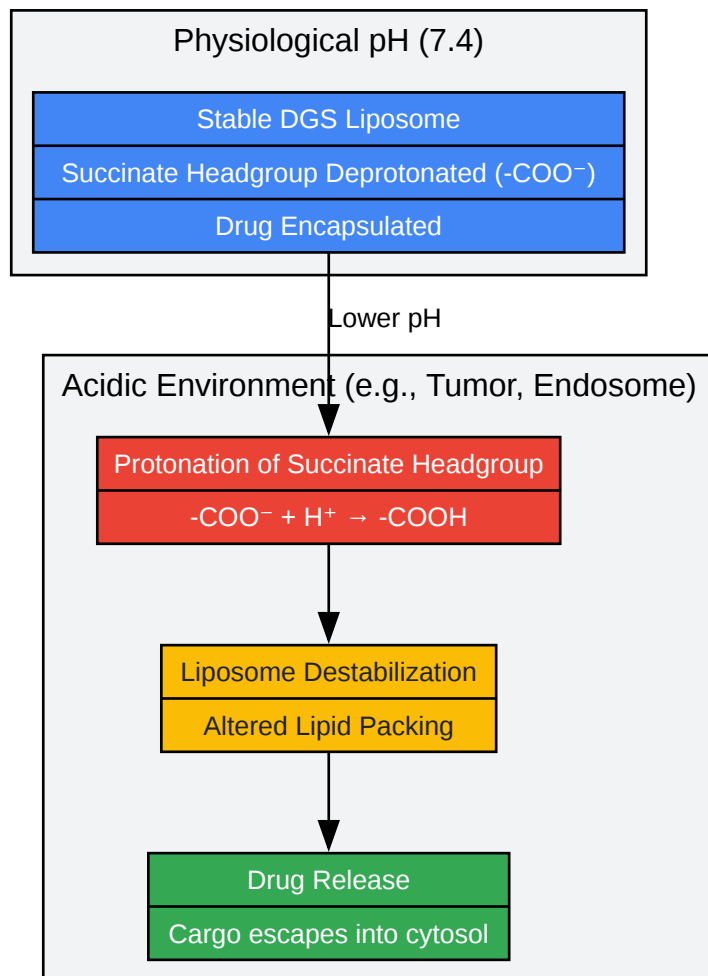 Physiological pH (7.4)
Stable DGS Liposome
Succinate Headgroup Deprotonated (-COO⁻)
Drug Encapsulated
Lower pH
Acidic Environment (e.g., Tumor, Endosome)
Protonation of Succinate Headgroup
-COO⁻ + H⁺ → -COOH
Liposome Destabilization
Altered Lipid Packing
Drug Release
Cargo escapes into cytosol